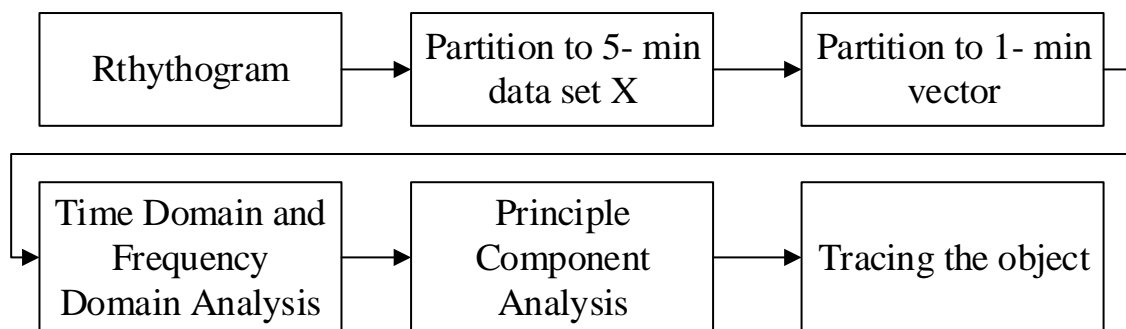 Rthythogram
Partition to 5- min
data set X
Partition to 1- min
vector
Time Domain and
Frequency
Domain Analysis
Principle
Component
Analysis
Tracing the object